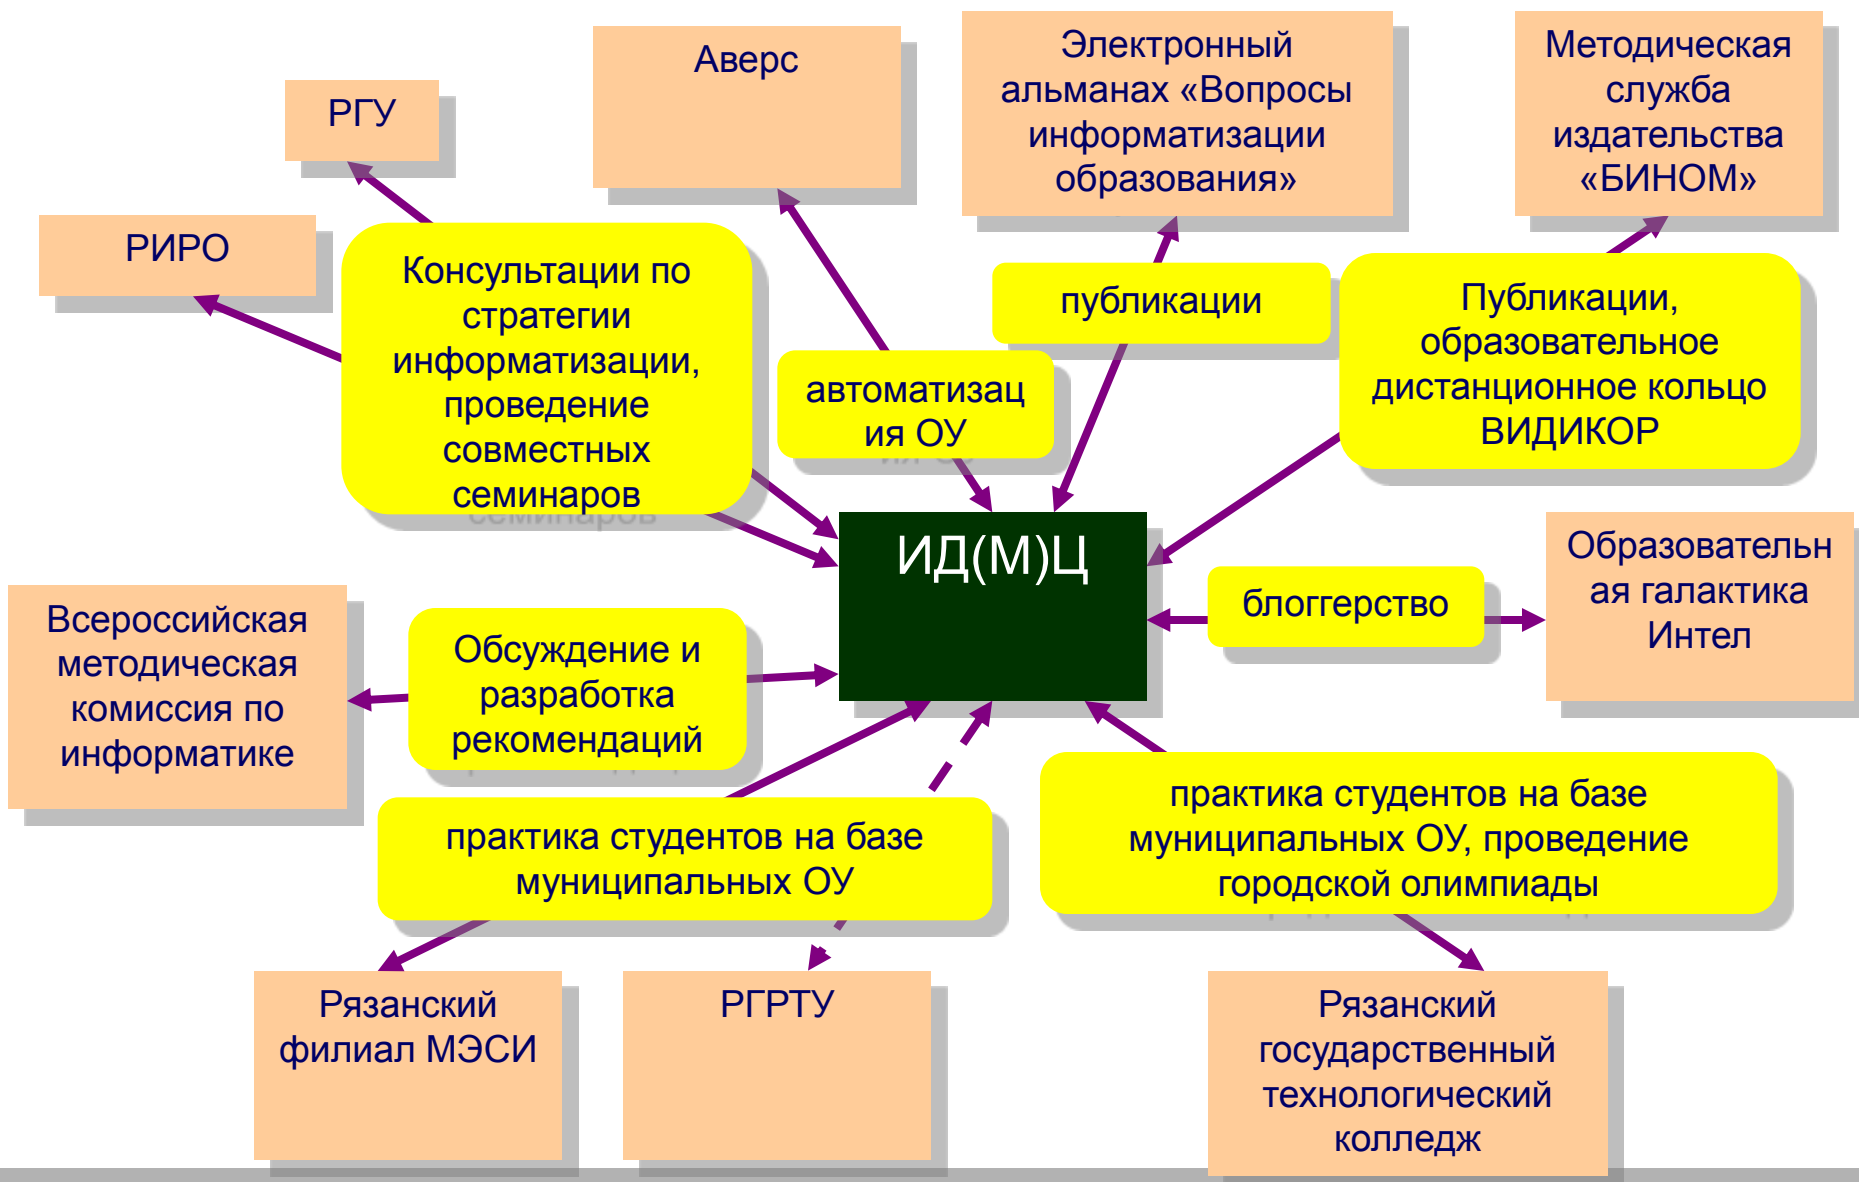 Аверс
Электронный
альманах «Вопросы
информатизации
образования»
Методическая
служба
издательства
«БИНОМ»
РГУ
РИРО
Консультации по
стратегии
информатизации,
проведение
совместных
семинаров
автоматизац
ия ОУ
публикации
Публикации,
образовательное
дистанционное кольцо
ВИДИКОР
ИД(М)Ц
Образовательн
ая галактика
Интел
блоггерство
Всероссийская
методическая
комиссия по
информатике
Обсуждение и
разработка
рекомендаций
практика студентов на базе
муниципальных ОУ
практика студентов на базе
муниципальных ОУ, проведение
городской олимпиады
Рязанский
филиал МЭСИ
РГРТУ
Рязанский
государственный
технологический
колледж